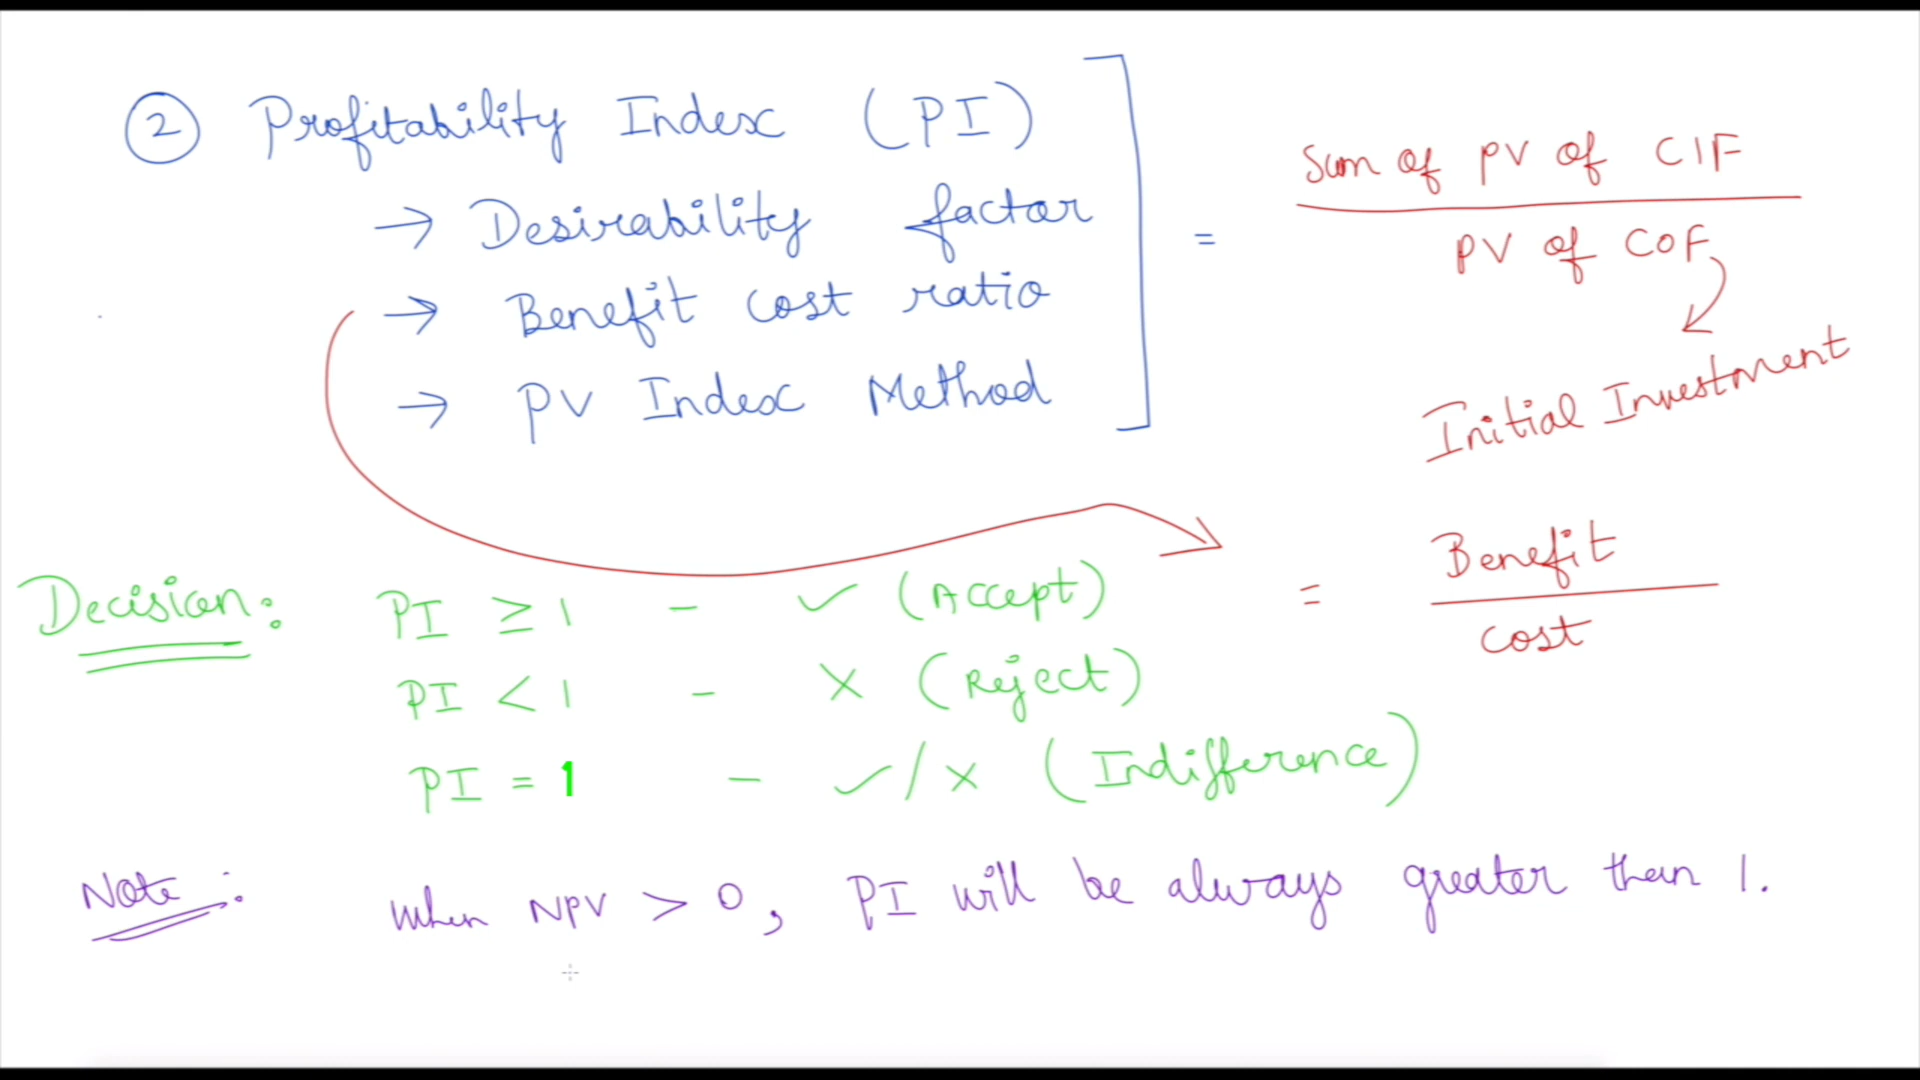 ② Profitability Index (PI)
→ Desirability factor
→ Benefit cost ratio
→ PV Index Method
= Sum of PV of CIF
PV of COF
Initial Investment
= Benefit
Cost
Decision: PI ≥ 1 - ✓ (Accept)
PI < 1 - X (Reject)
PI = 1 - ✓/X (Indifference)
Note: When NPV > 0, PI will be always greater than 1.